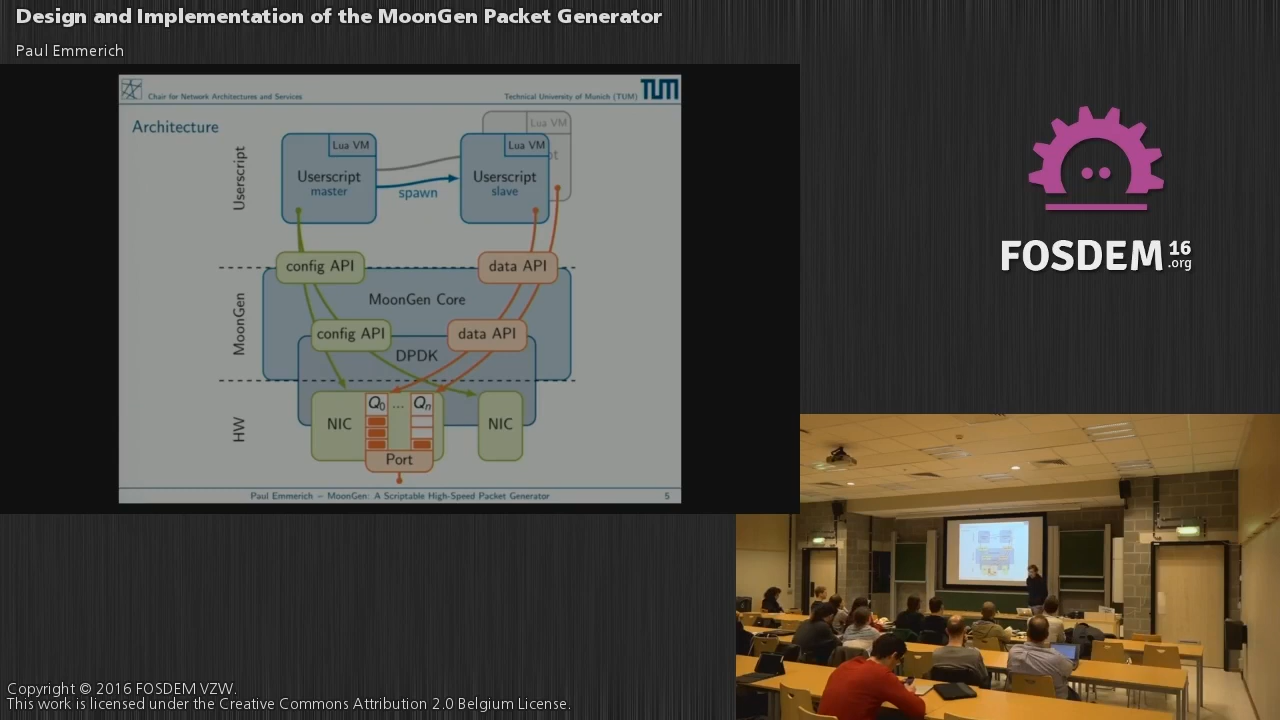 Design and Implementation of the MoonGen Packet Generator
Paul Emmerich
Chair for Network Architectures and Services
Technical University of Munich (TUM)
TUM
Architecture
Userscript
Lua VM
Userscript
master
spawn
Lua VM
Lua VM
Userscript
slave
config API
data API
MoonGen
MoonGen Core
config API
data API
DPDK
HW
NIC
Q0 ... Qn
NIC
Port
Paul Emmerich – MoonGen: A Scriptable High-Speed Packet Generator
5
FOSDEM 16
.org
Copyright © 2016 FOSDEM VZW.
This work is licensed under the Creative Commons Attribution 2.0 Belgium License.